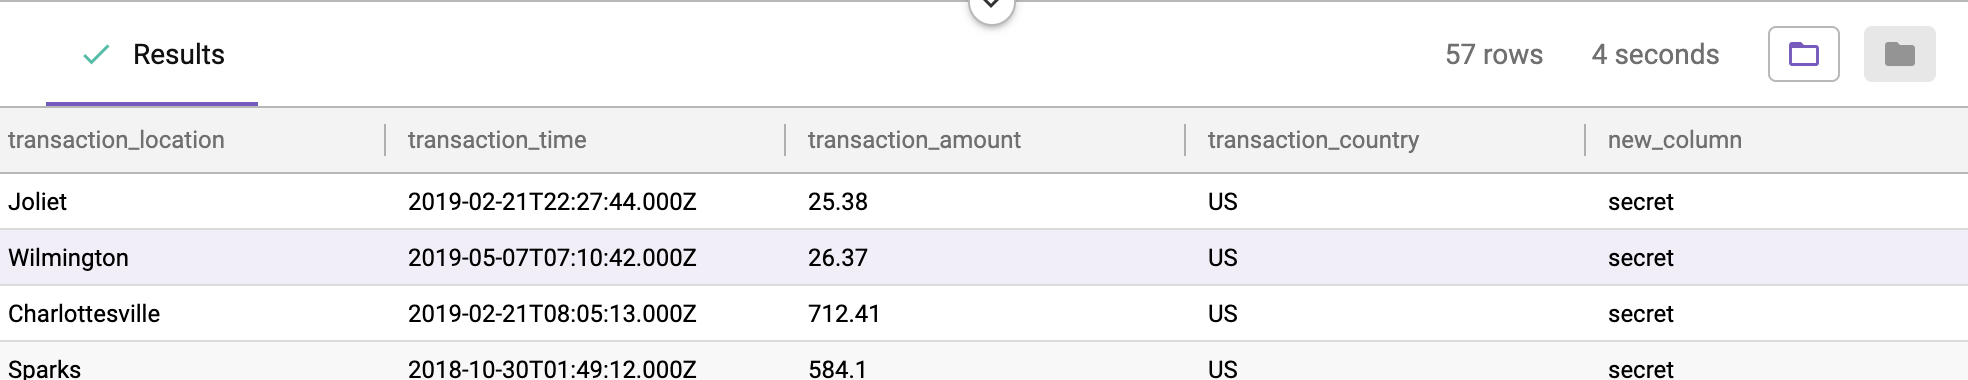 Results 57 rows 4 seconds
transaction_location transaction_time transaction_amount transaction_country new_column
Joliet 2019-02-21T22:27:44.000Z 25.38 US secret
Wilmington 2019-05-07T07:10:42.000Z 26.37 US secret
Charlottesville 2019-02-21T08:05:13.000Z 712.41 US secret
Sparks 2018-10-30T01:49:12.000Z 584.1 US secret